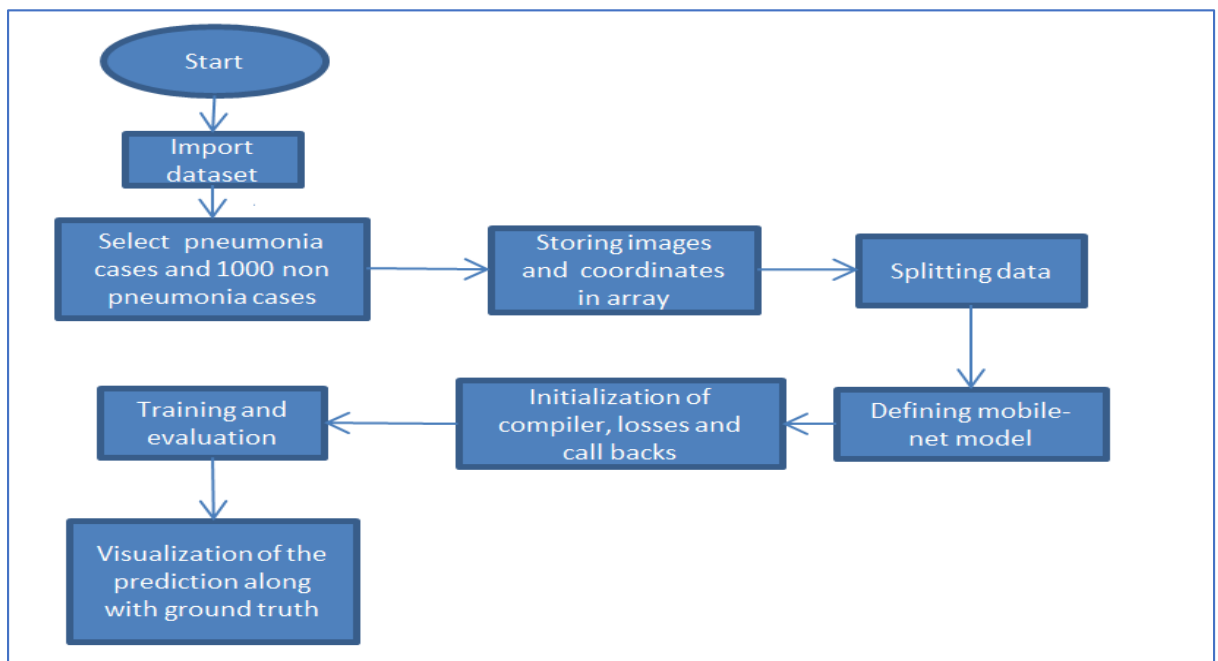 Start
Import
dataset
Select pneumonia
cases and 1000 non
pneumonia cases
Storing images
and coordinates
in array
Splitting data
Defining mobile-
net model
Initialization of
compiler, losses and
call backs
Training and
evaluation
Visualization of the
prediction along
with ground truth